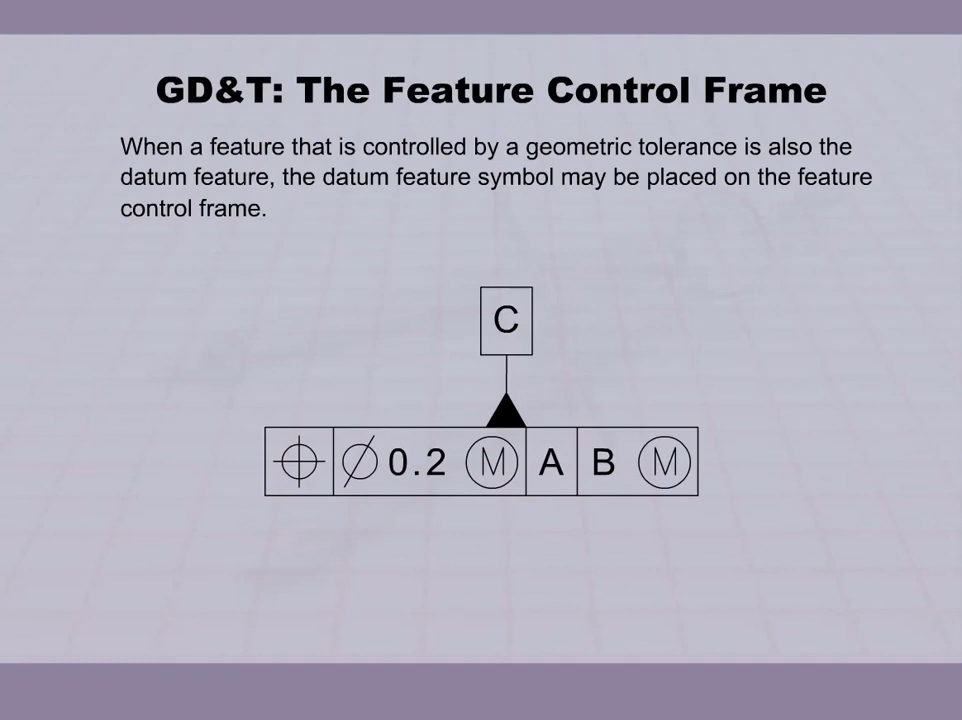 GD&T: The Feature Control Frame
When a feature that is controlled by a geometric tolerance is also the
datum feature, the datum feature symbol may be placed on the feature
control frame.
C
⌖ ⌀ 0.2 Ⓜ A B Ⓜ